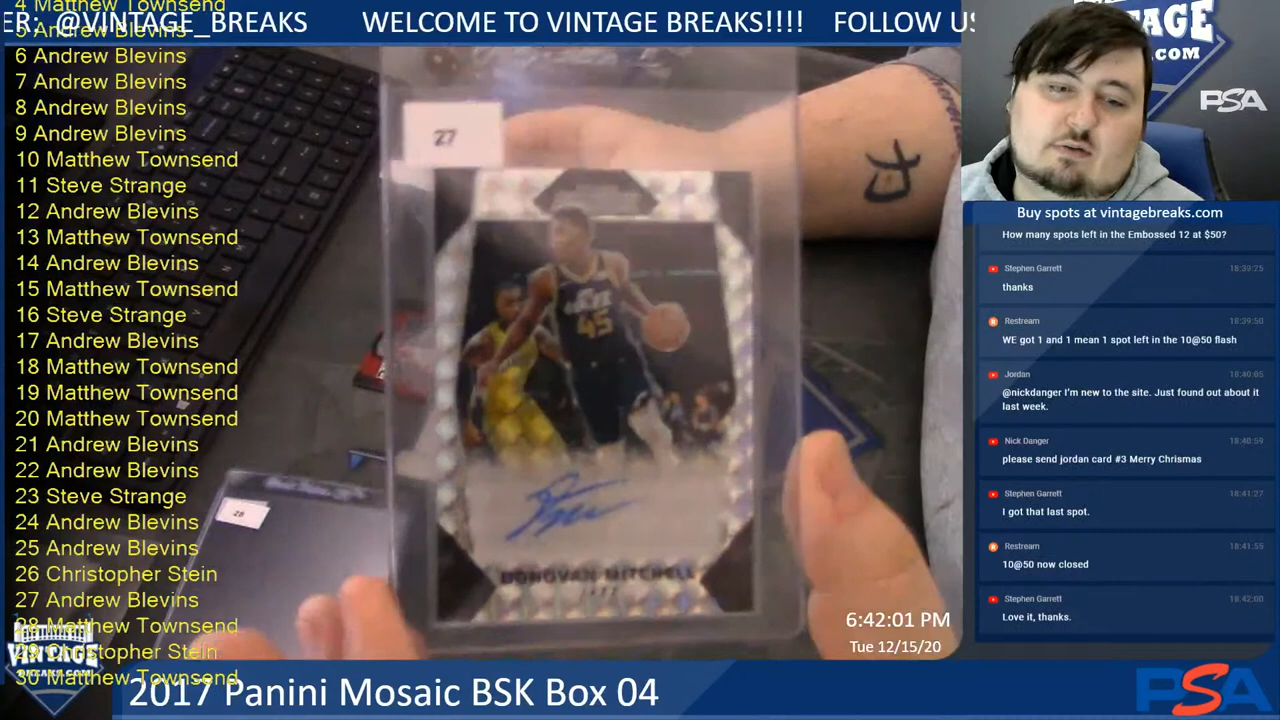 ER: @VINTAGE_BREAKS WELCOME TO VINTAGE BREAKS!!!! FOLLOW US
4 Matthew Townsend
5 Andrew Blevins
6 Andrew Blevins
7 Andrew Blevins
8 Andrew Blevins
9 Andrew Blevins
10 Matthew Townsend
11 Steve Strange
12 Andrew Blevins
13 Matthew Townsend
14 Andrew Blevins
15 Matthew Townsend
16 Steve Strange
17 Andrew Blevins
18 Matthew Townsend
19 Matthew Townsend
20 Matthew Townsend
21 Andrew Blevins
22 Andrew Blevins
23 Steve Strange
24 Andrew Blevins
25 Andrew Blevins
26 Christopher Stein
27 Andrew Blevins
28 Matthew Townsend
29 Christopher Stein
30 Matthew Townsend
27
JAZZ
45
DONOVAN MITCHELL
VINTAGE
.COM
PSA
Buy spots at vintagebreaks.com
How many spots left in the Embossed 12 at $50?
Stephen Garrett 18:39:25
thanks
Restream 18:39:50
WE got 1 and 1 mean 1 spot left in the 10@50 flash
Jordan 18:40:05
@nickdanger I'm new to the site. Just found out about it
last week.
Nick Danger 18:40:59
please send jordan card #3 Merry Chrismas
Stephen Garrett 18:41:27
I got that last spot.
Restream 18:41:55
10@50 now closed
Stephen Garrett 18:42:00
Love it, thanks.
6:42:01 PM
Tue 12/15/20
VINTAGE
2017 Panini Mosaic BSK Box 04
PSA